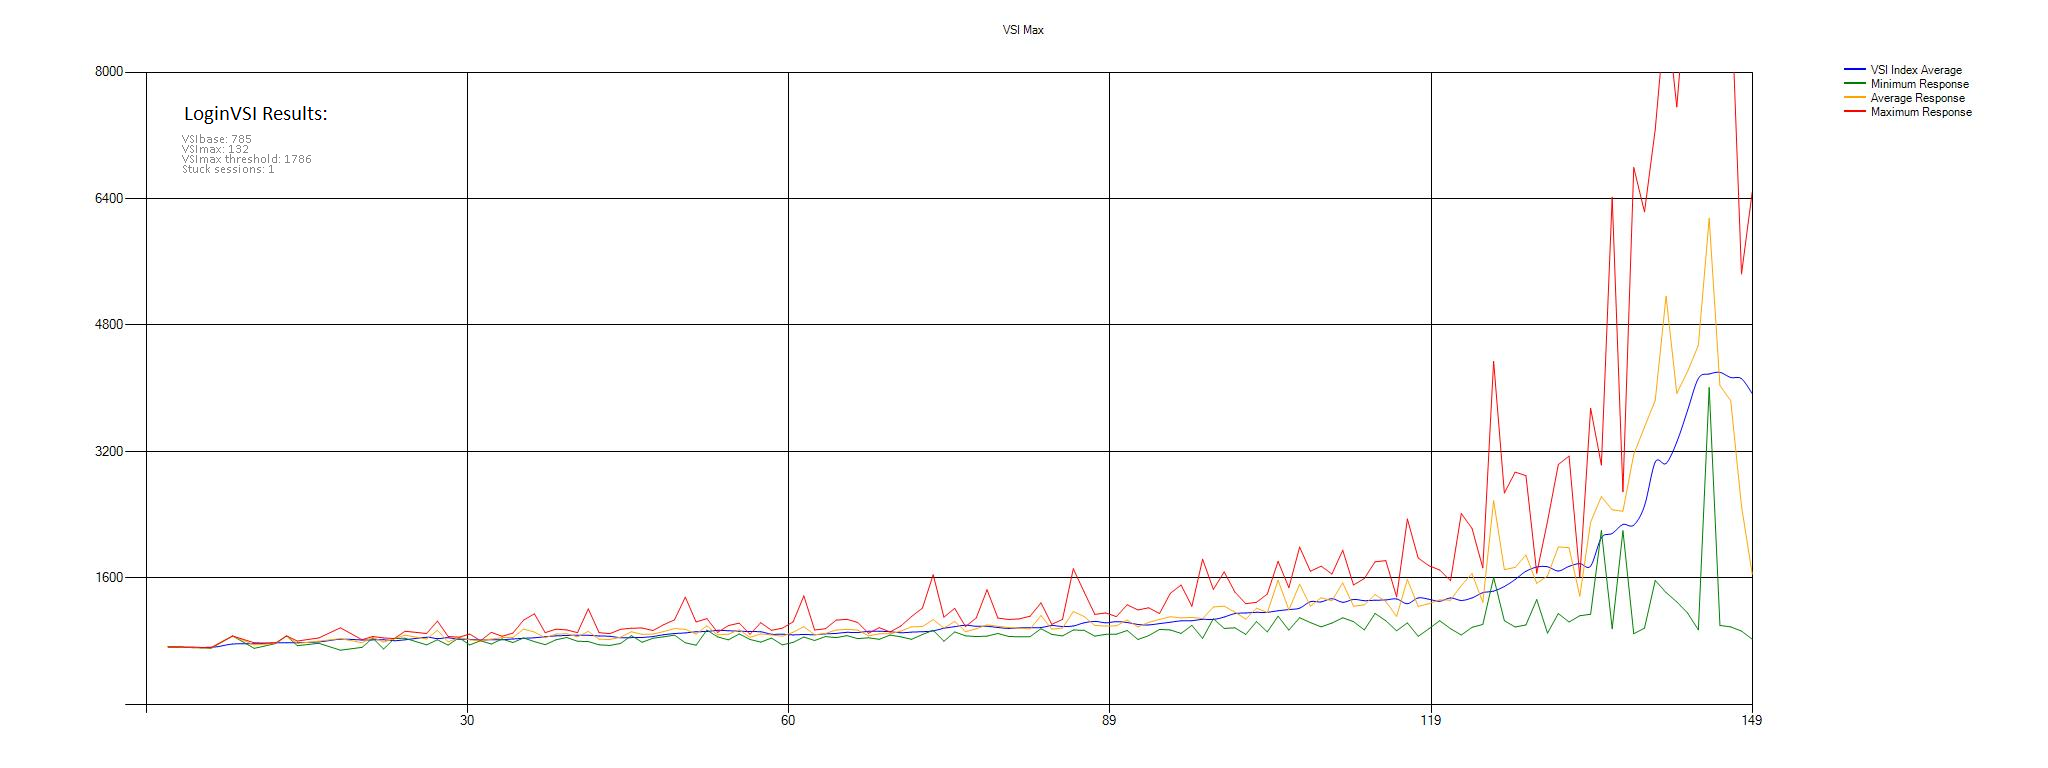 VSI Max
8000
6400
4800
3200
1600
30
60
89
119
149
LoginVSI Results:
VSIbase: 785
VSImax: 132
VSImax threshold: 1786
Stuck sessions: 1
VSI Index Average
Minimum Response
Average Response
Maximum Response